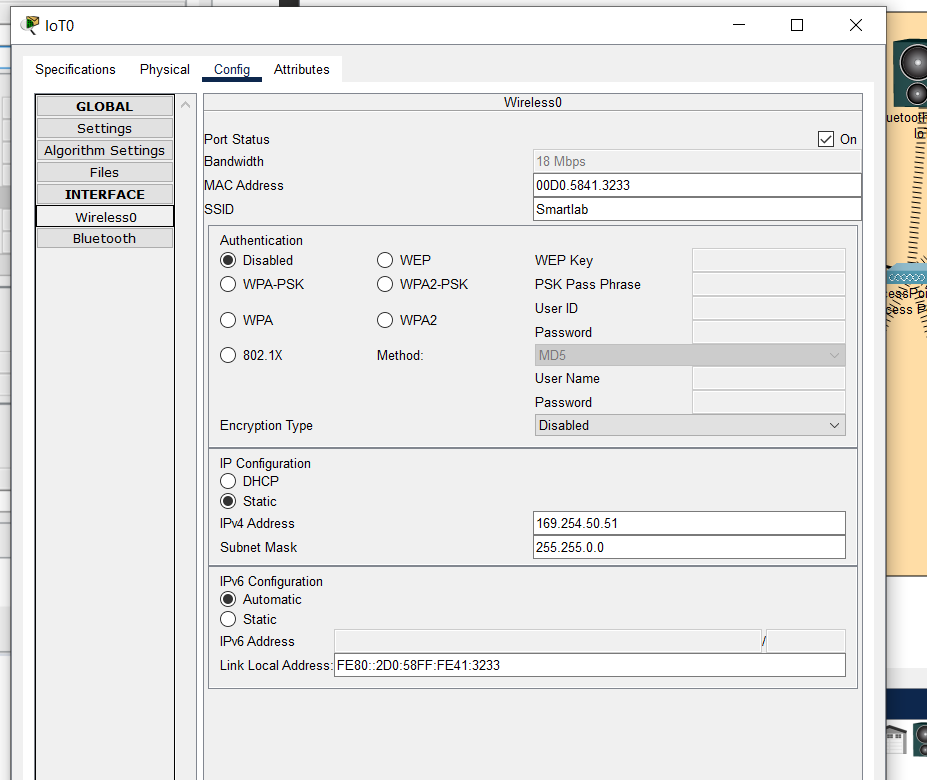 IoT0
Specifications Physical Config Attributes
GLOBAL
Settings
Algorithm Settings
Files
INTERFACE
Wireless0
Bluetooth
Wireless0
Port Status On
Bandwidth 18 Mbps
MAC Address 00D0.5841.3233
SSID Smartlab
Authentication
Disabled WEP WEP Key
WPA-PSK WPA2-PSK PSK Pass Phrase
User ID
WPA WPA2
Password
802.1X Method: MD5
User Name
Password
Encryption Type Disabled
IP Configuration
DHCP
Static
IPv4 Address 169.254.50.51
Subnet Mask 255.255.0.0
IPv6 Configuration
Automatic
Static
IPv6 Address /
Link Local Address: FE80::2D0:58FF:FE41:3233